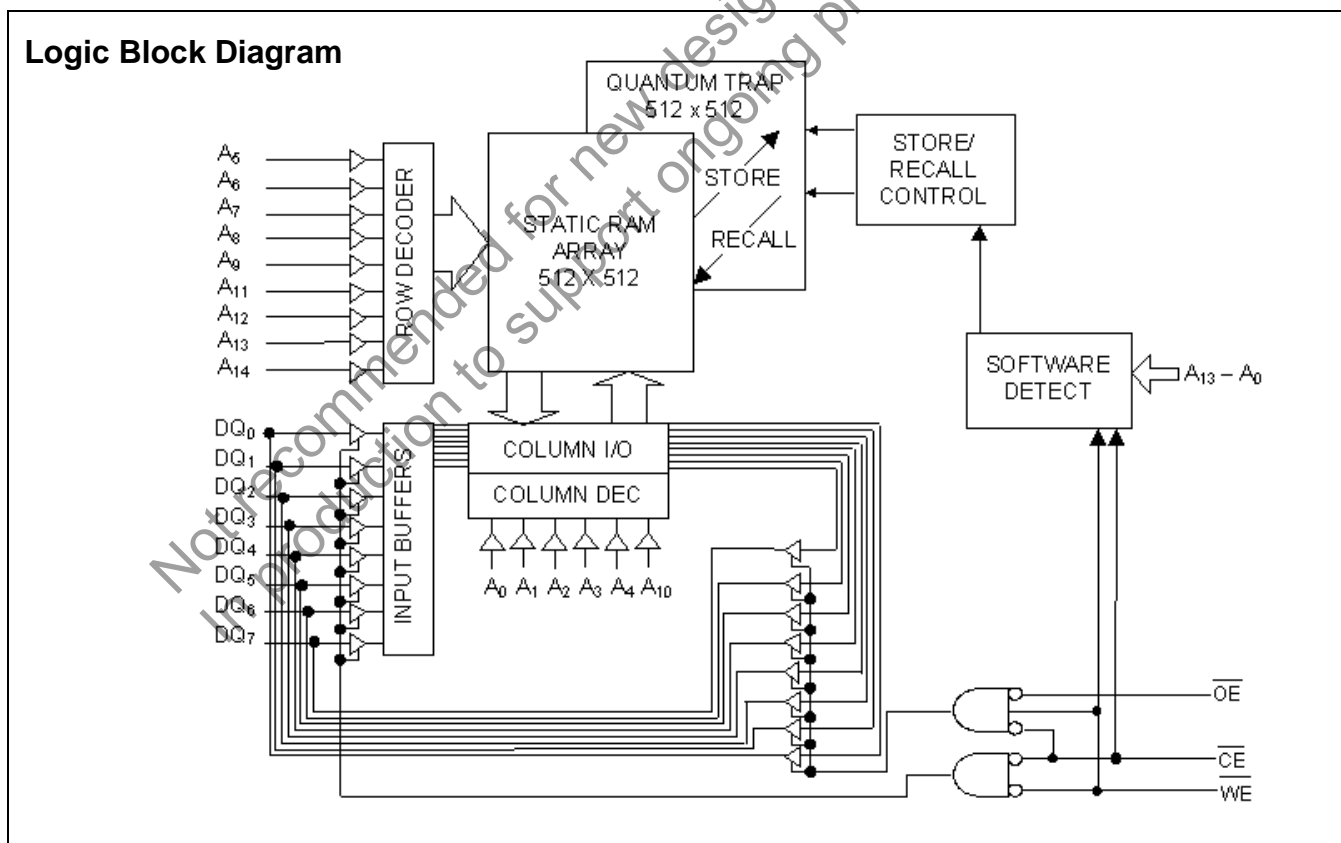 Logic Block Diagram
Not recommended for new desig
In production to support ongoing pr
QUANTUM TRAP
512 x 512
STORE
RECALL
STATIC RAM
ARRAY
512 X 512
STORE/
RECALL
CONTROL
A5
A6
A7
A8
A9
A11
A12
A13
A14
ROW DECODER
SOFTWARE
DETECT
A13 – A0
DQ0
DQ1
DQ2
DQ3
DQ4
DQ5
DQ6
DQ7
INPUT BUFFERS
COLUMN I/O
COLUMN DEC
A0 A1 A2 A3 A4 A10
OE
CE
WE